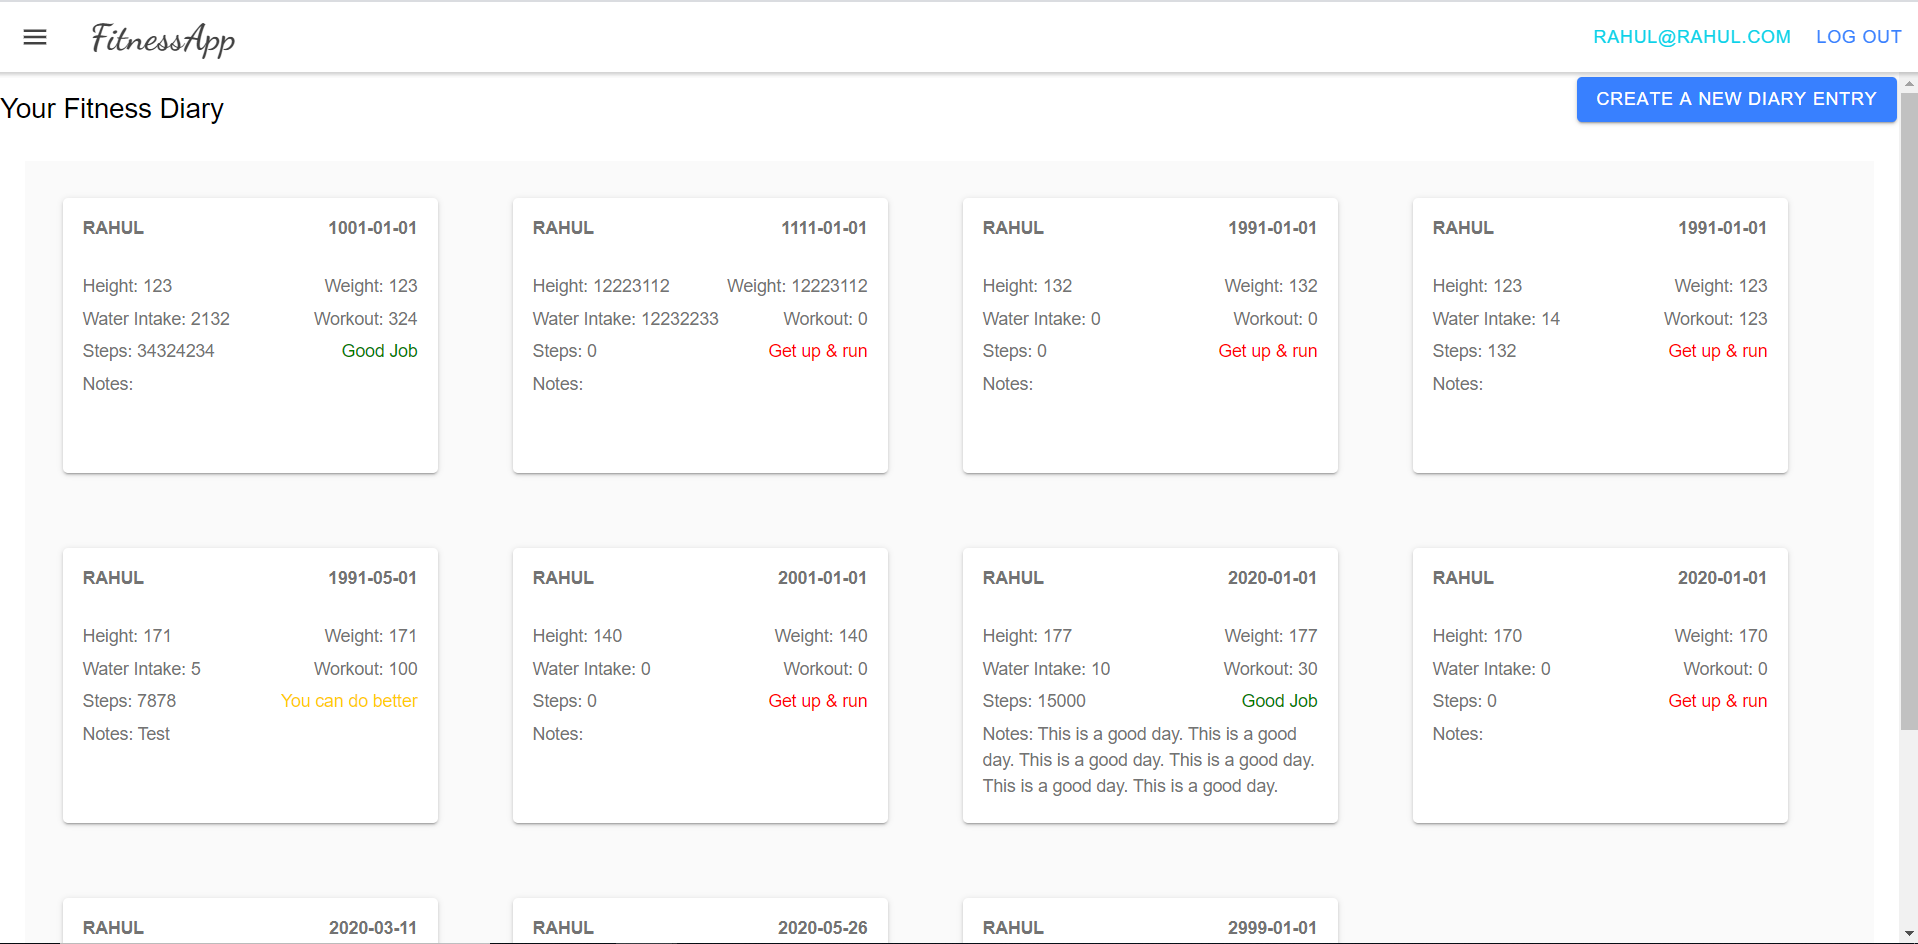 FitnessApp RAHUL@RAHUL.COM LOG OUT
Your Fitness Diary CREATE A NEW DIARY ENTRY
RAHUL 1001-01-01
Height: 123 Weight: 123
Water Intake: 2132 Workout: 324
Steps: 34324234 Good Job
Notes:
RAHUL 1111-01-01
Height: 12223112 Weight: 12223112
Water Intake: 12232233 Workout: 0
Steps: 0 Get up & run
Notes:
RAHUL 1991-01-01
Height: 132 Weight: 132
Water Intake: 0 Workout: 0
Steps: 0 Get up & run
Notes:
RAHUL 1991-01-01
Height: 123 Weight: 123
Water Intake: 14 Workout: 123
Steps: 132 Get up & run
Notes:
RAHUL 1991-05-01
Height: 171 Weight: 171
Water Intake: 5 Workout: 100
Steps: 7878 You can do better
Notes: Test
RAHUL 2001-01-01
Height: 140 Weight: 140
Water Intake: 0 Workout: 0
Steps: 0 Get up & run
Notes:
RAHUL 2020-01-01
Height: 177 Weight: 177
Water Intake: 10 Workout: 30
Steps: 15000 Good Job
Notes: This is a good day. This is a good
day. This is a good day. This is a good day.
This is a good day. This is a good day.
RAHUL 2020-01-01
Height: 170 Weight: 170
Water Intake: 0 Workout: 0
Steps: 0 Get up & run
Notes:
RAHUL 2020-03-11
RAHUL 2020-05-26
RAHUL 2999-01-01